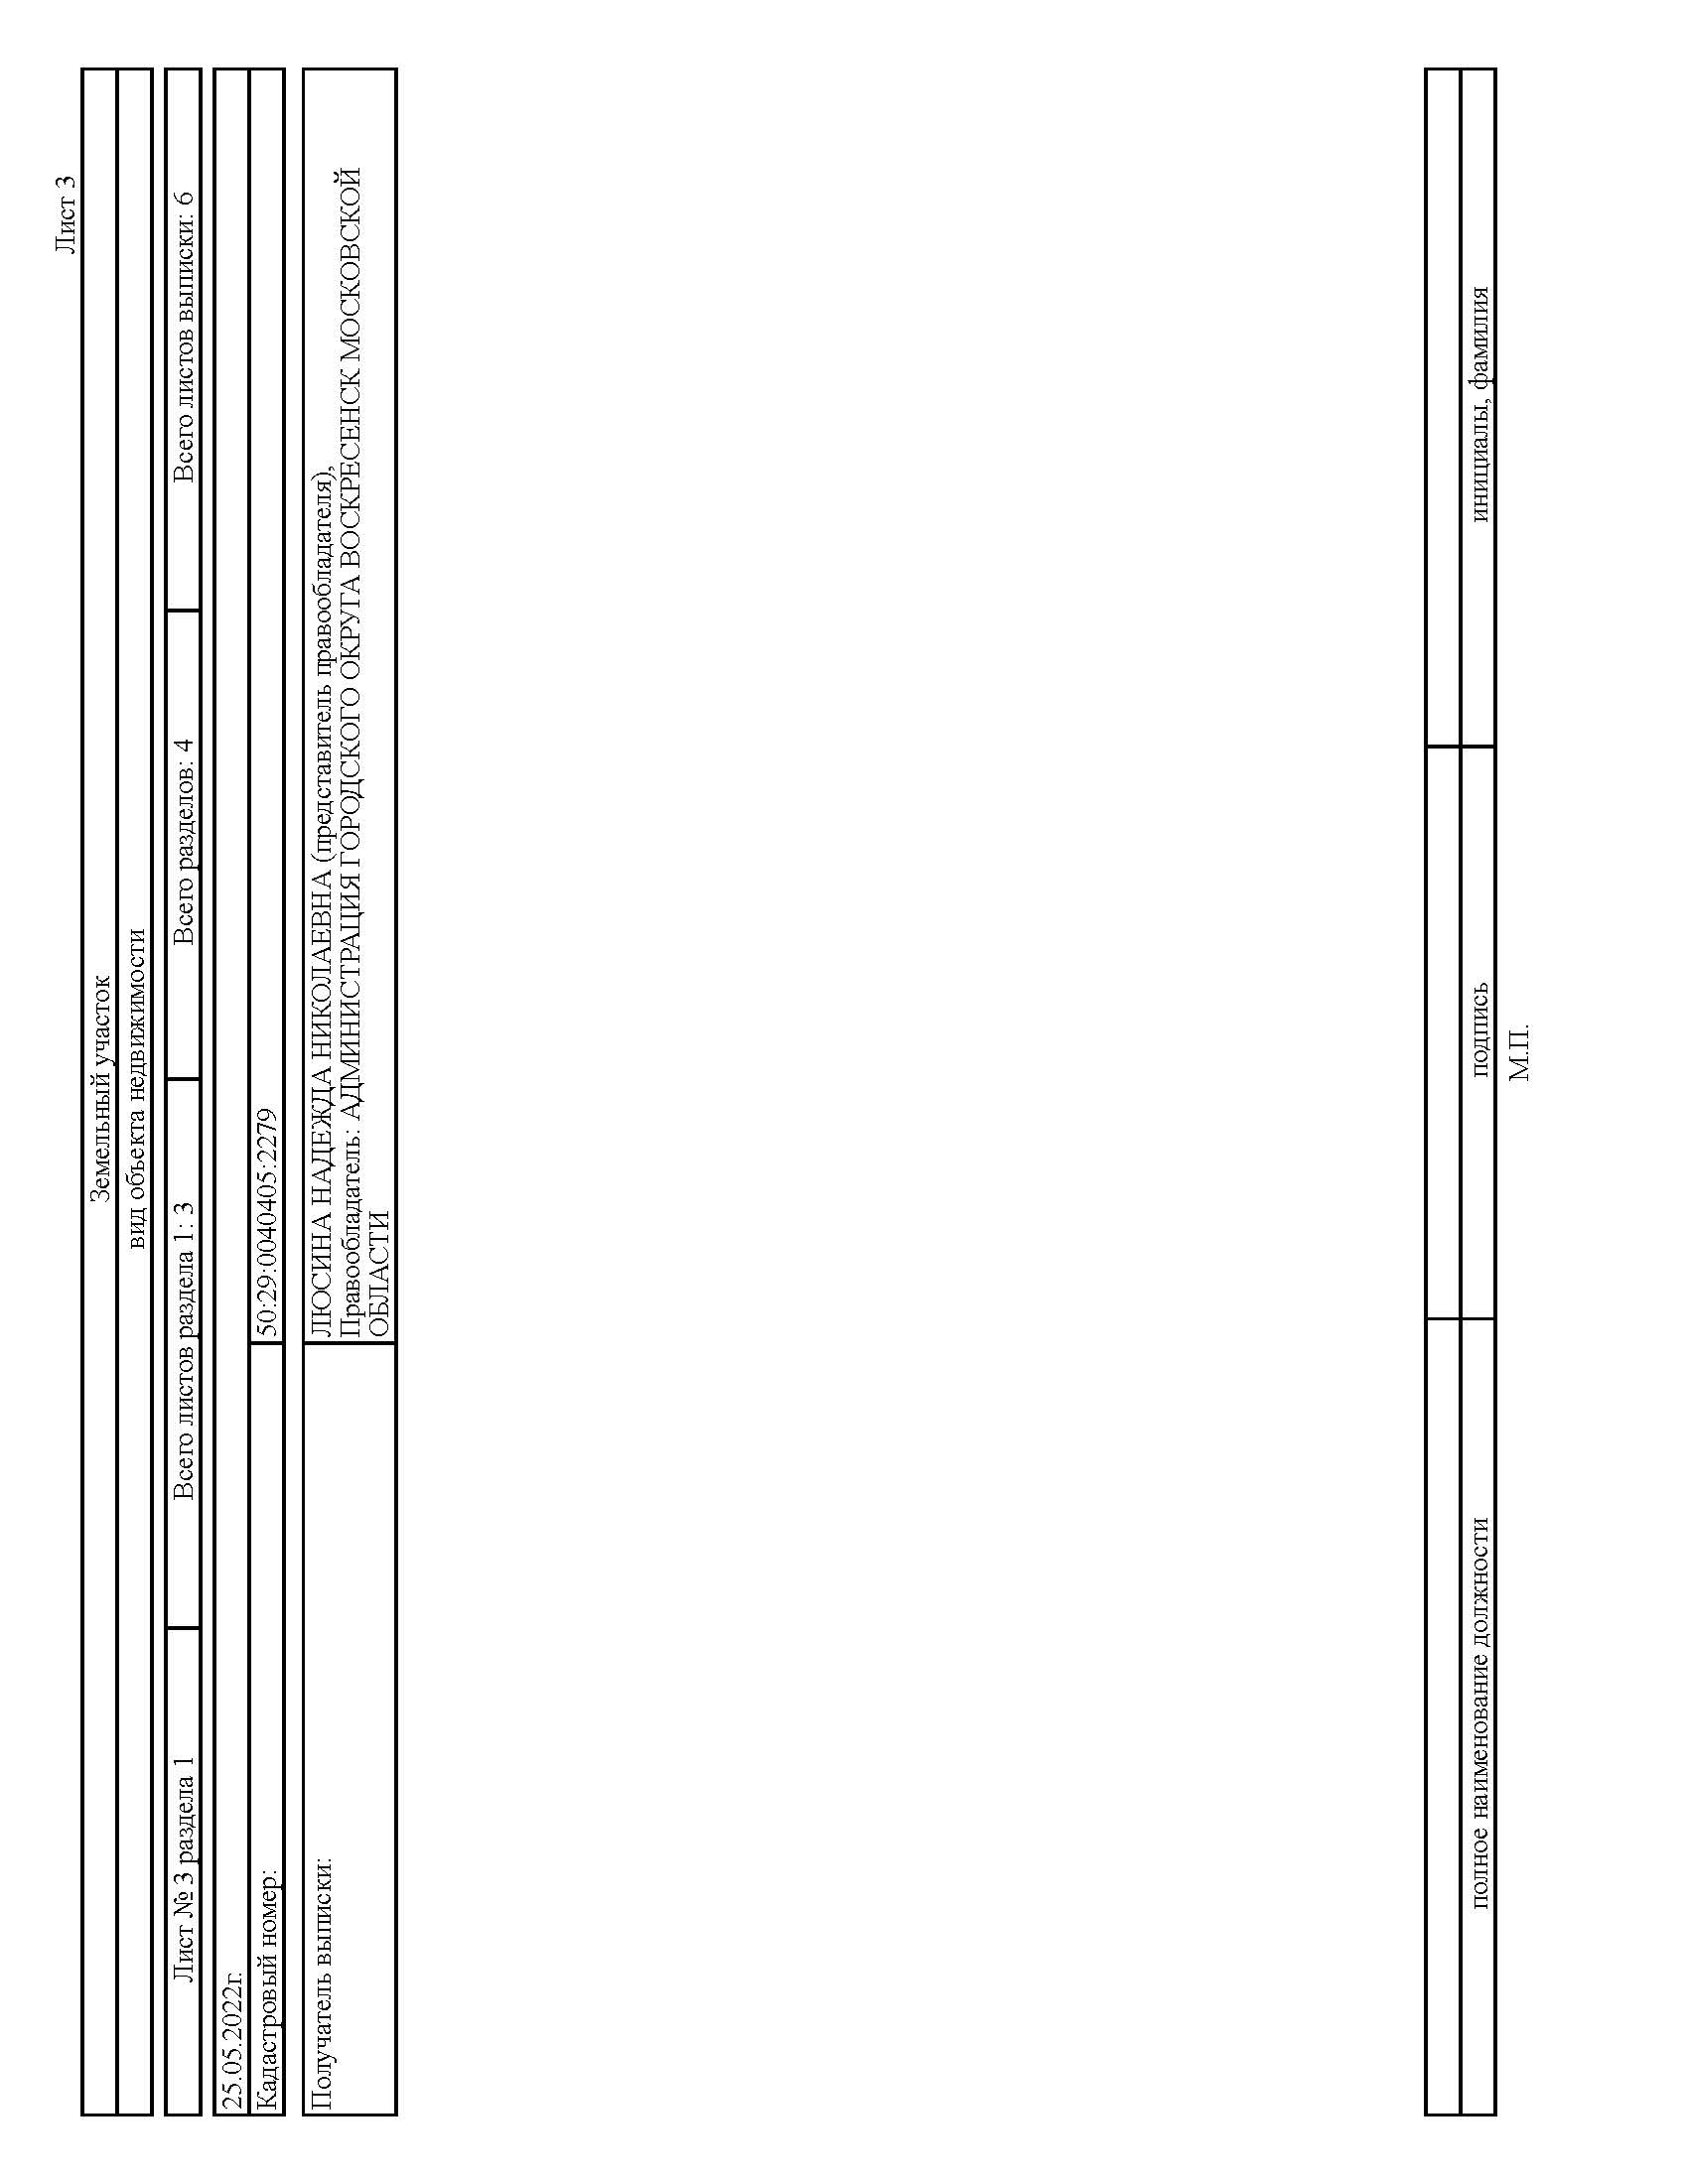 Лист 3
Земельный участок
вид объекта недвижимости
Лист № 3 раздела 1 Всего листов раздела 1: 3 Всего разделов: 4 Всего листов выписки: 6
25.05.2022г.
Кадастровый номер: 50:29:0040405:2279
Получатель выписки: ЛЮСИНА НАДЕЖДА НИКОЛАЕВНА (представитель правообладателя),
Правообладатель: АДМИНИСТРАЦИЯ ГОРОДСКОГО ОКРУГА ВОСКРЕСЕНСК МОСКОВСКОЙ
ОБЛАСТИ
полное наименование должности подпись инициалы, фамилия
М.П.